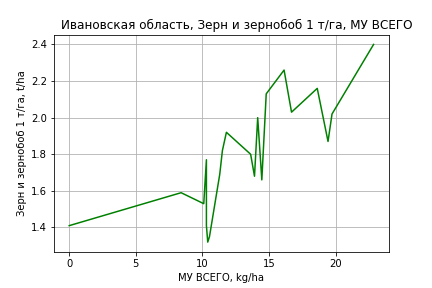 Ивановская область, Зерн и зернобоб 1 т/га, МУ ВСЕГО
Зерн и зернобоб 1 т/га, t/ha
2.4
2.2
2.0
1.8
1.6
1.4
0 5 10 15 20
МУ ВСЕГО, kg/ha